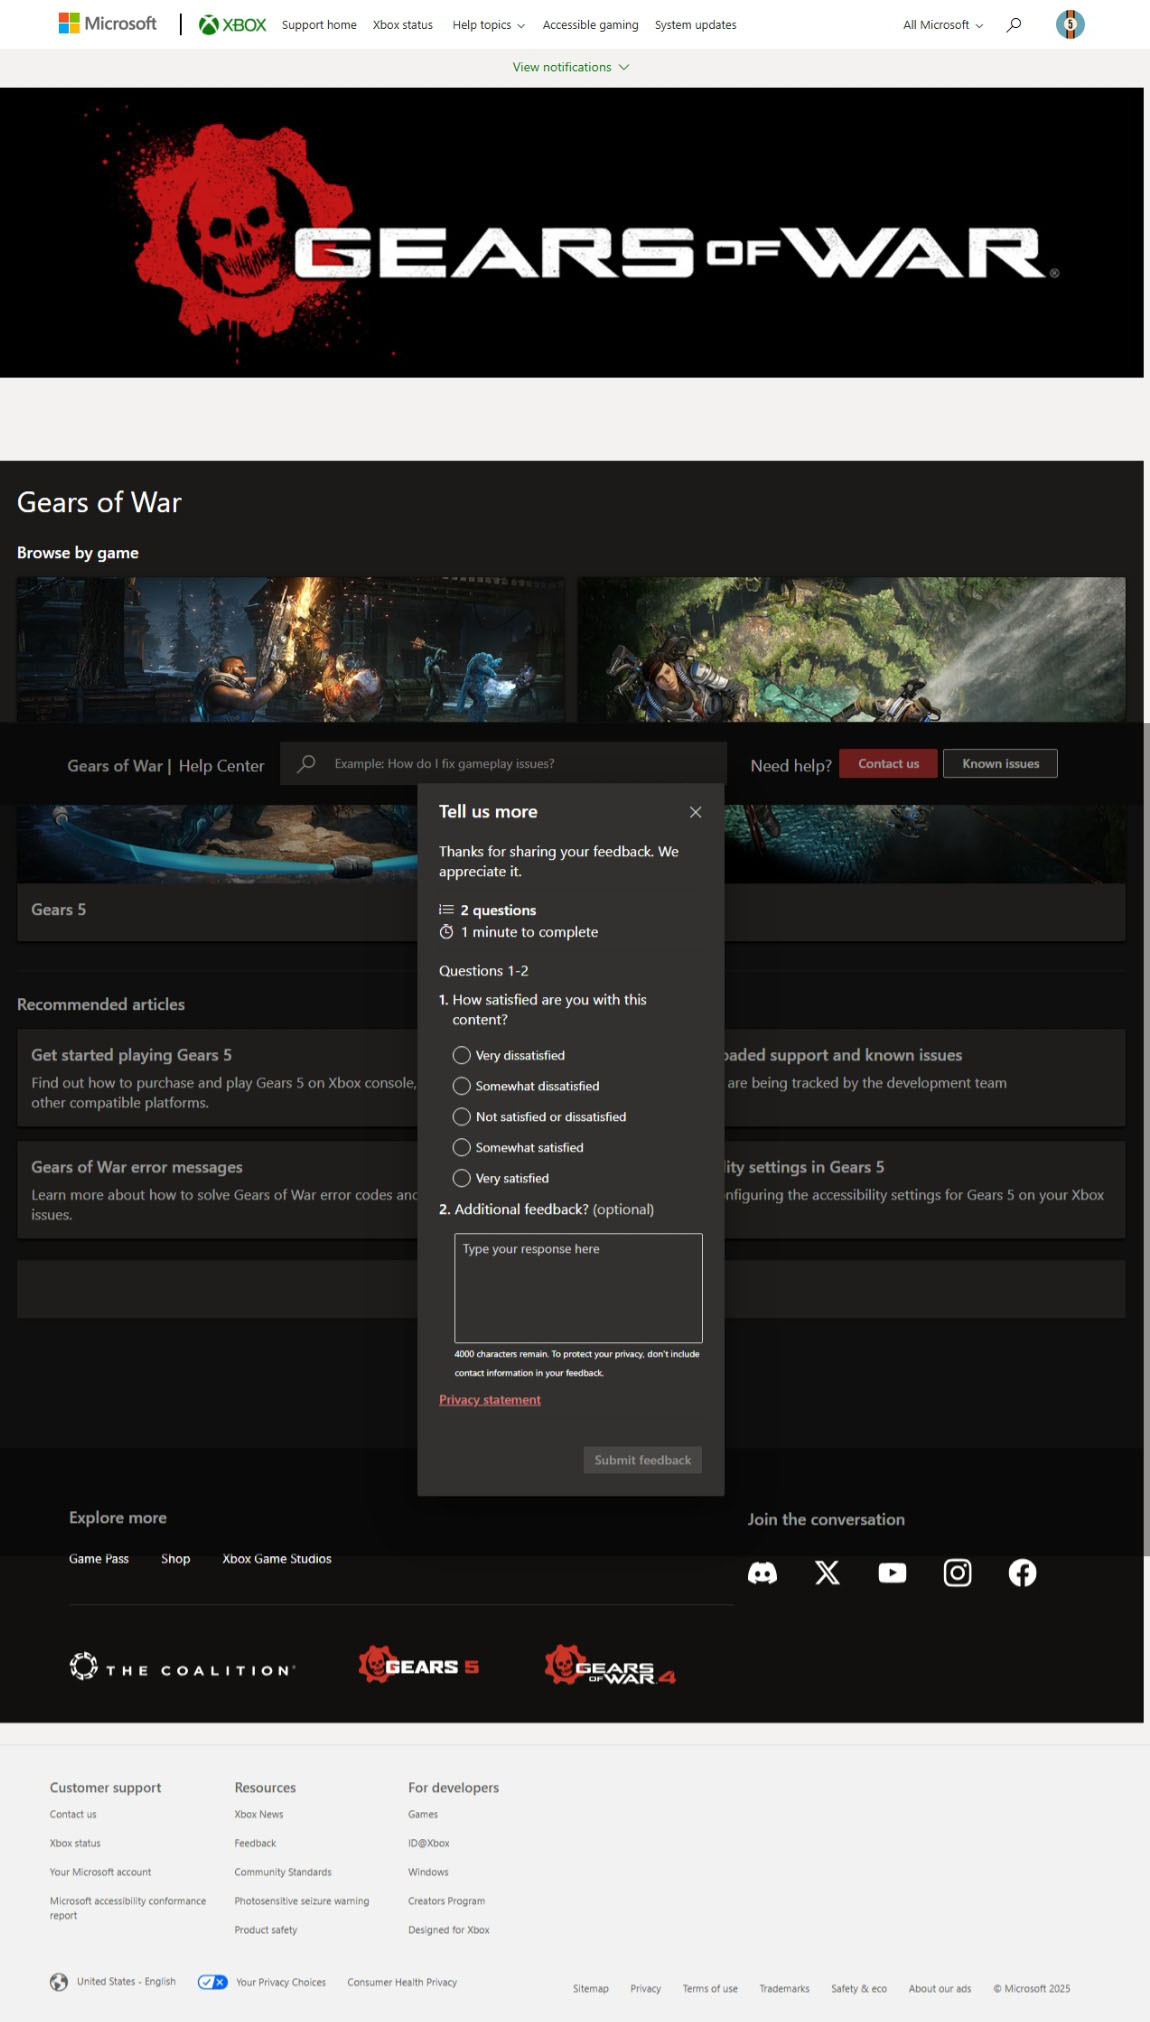 Microsoft
XBOX
Support home
Xbox status
Help topics
Accessible gaming
System updates
All Microsoft
5
View notifications
GEARS OF WAR®
Gears of War
Browse by game
Gears of War | Help Center
Example: How do I fix gameplay issues?
Need help?
Contact us
Known issues
Gears 5
Tell us more
Thanks for sharing your feedback. We
appreciate it.
2 questions
1 minute to complete
Questions 1-2
1. How satisfied are you with this
content?
Very dissatisfied
Somewhat dissatisfied
Not satisfied or dissatisfied
Somewhat satisfied
Very satisfied
2. Additional feedback? (optional)
Type your response here
4000 characters remain. To protect your privacy, don't include
contact information in your feedback.
Privacy statement
Submit feedback
Recommended articles
Get started playing Gears 5
Find out how to purchase and play Gears 5 on Xbox console,
other compatible platforms.
support and known issues
are being tracked by the development team
Gears of War error messages
Learn more about how to solve Gears of War error codes and
issues.
settings in Gears 5
the accessibility settings for Gears 5 on your Xbox
Explore more
Game Pass
Shop
Xbox Game Studios
Join the conversation
THE COALITION
GEARS 5
GEARS OF WAR 4
Customer support
Contact us
Xbox status
Your Microsoft account
Microsoft accessibility conformance
report
Resources
Xbox News
Feedback
Community Standards
Photosensitive seizure warning
Product safety
For developers
Games
ID@Xbox
Windows
Creators Program
Designed for Xbox
United States - English
Your Privacy Choices
Consumer Health Privacy
Sitemap
Privacy
Terms of use
Trademarks
Safety & eco
About our ads
© Microsoft 2025